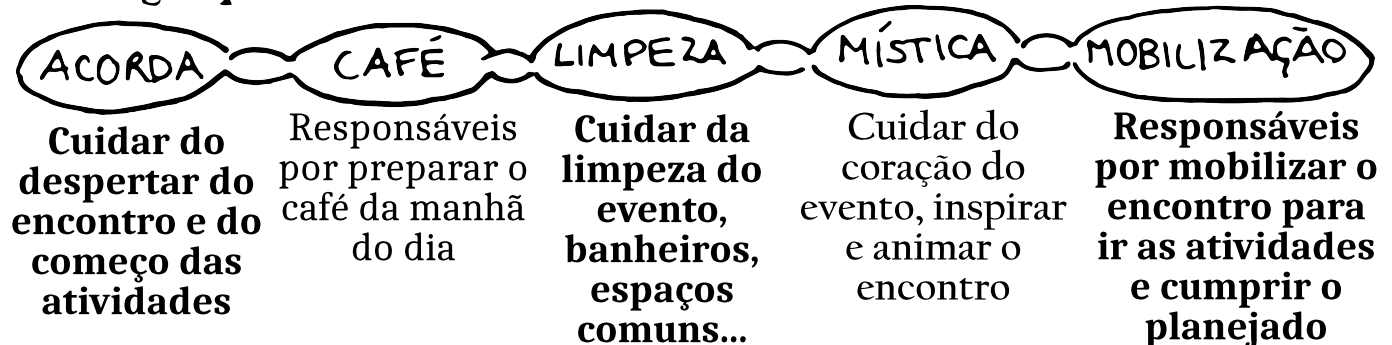 ACORDA
Cuidar do
despertar do
encontro e do
começo das
atividades
CAFÉ
Responsáveis
por preparar o
café da manhã
do dia
LIMPEZA
Cuidar da
limpeza do
evento,
banheiros,
espaços
comuns...
MÍSTICA
Cuidar do
coração do
evento, inspirar
e animar o
encontro
MOBILIZAÇÃO
Responsáveis
por mobilizar o
encontro para
ir as atividades
e cumprir o
planejado